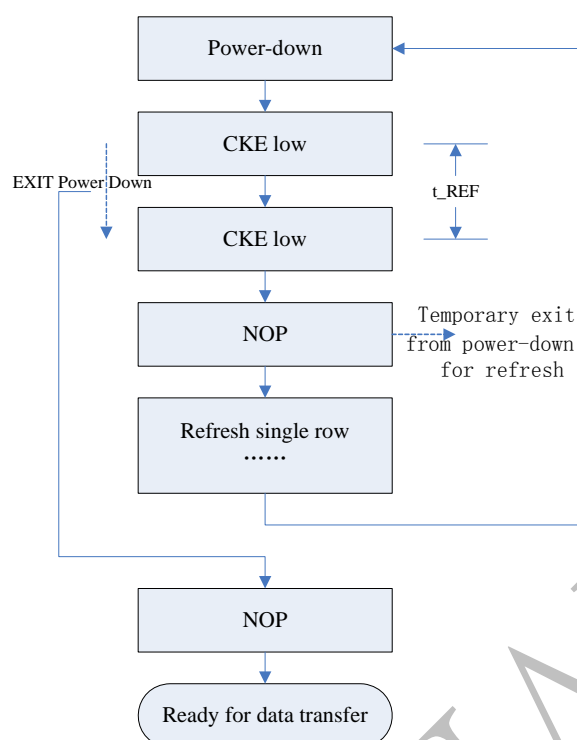 Power-down
CKE low
EXIT Power Down
t_REF
CKE low
NOP
Temporary exit
from power-down
for refresh
Refresh single row
······
NOP
Ready for data transfer